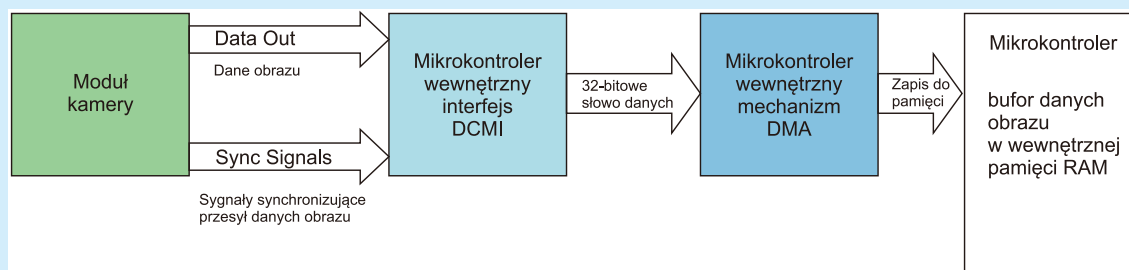 Moduł
kamery
Data Out
Dane obrazu
Sync Signals
Sygnały synchronizujące
przesył danych obrazu
Mikrokontroler
wewnętrzny
interfejs
DCMI
32-bitowe
słowo danych
Mikrokontroler
wewnętrzny
mechanizm
DMA
Zapis do
pamięci
Mikrokontroler
bufor danych
obrazu
w wewnętrznej
pamięci RAM